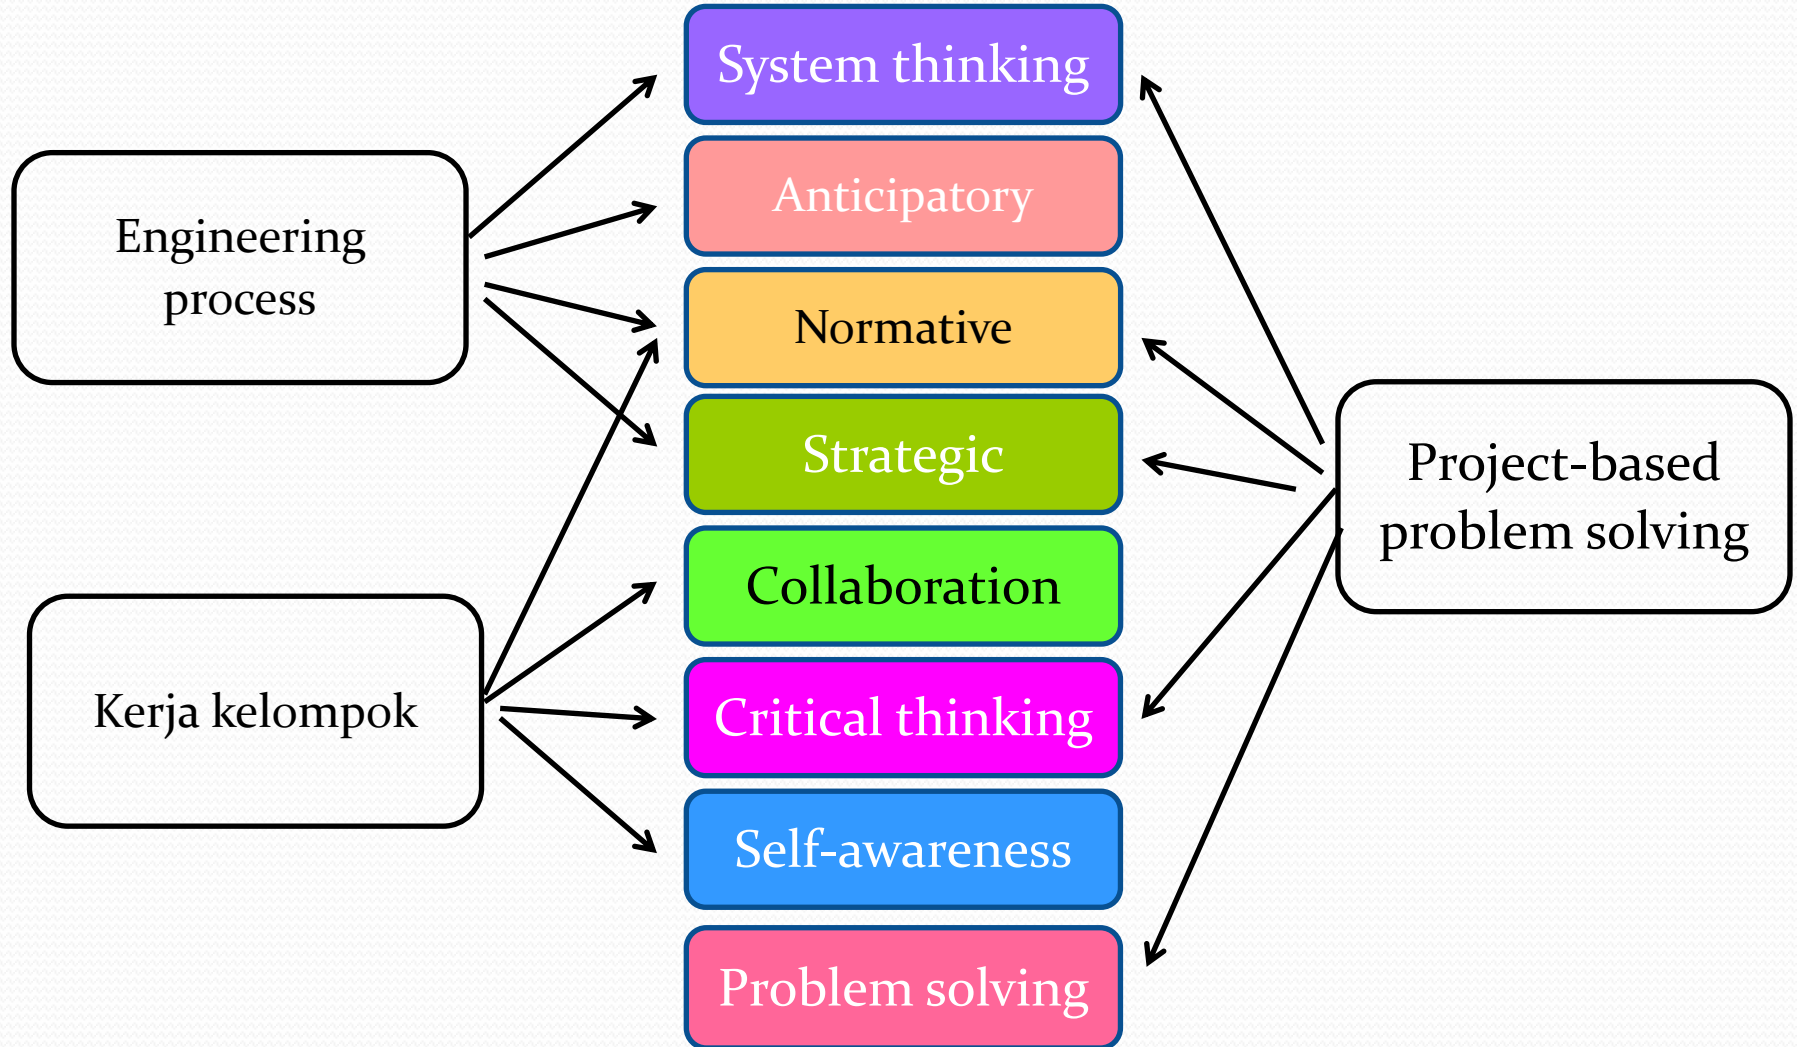 System thinking
Anticipatory
Normative
Strategic
Collaboration
Critical thinking
Self-awareness
Problem solving
Engineering
process
Kerja kelompok
Project-based
problem solving